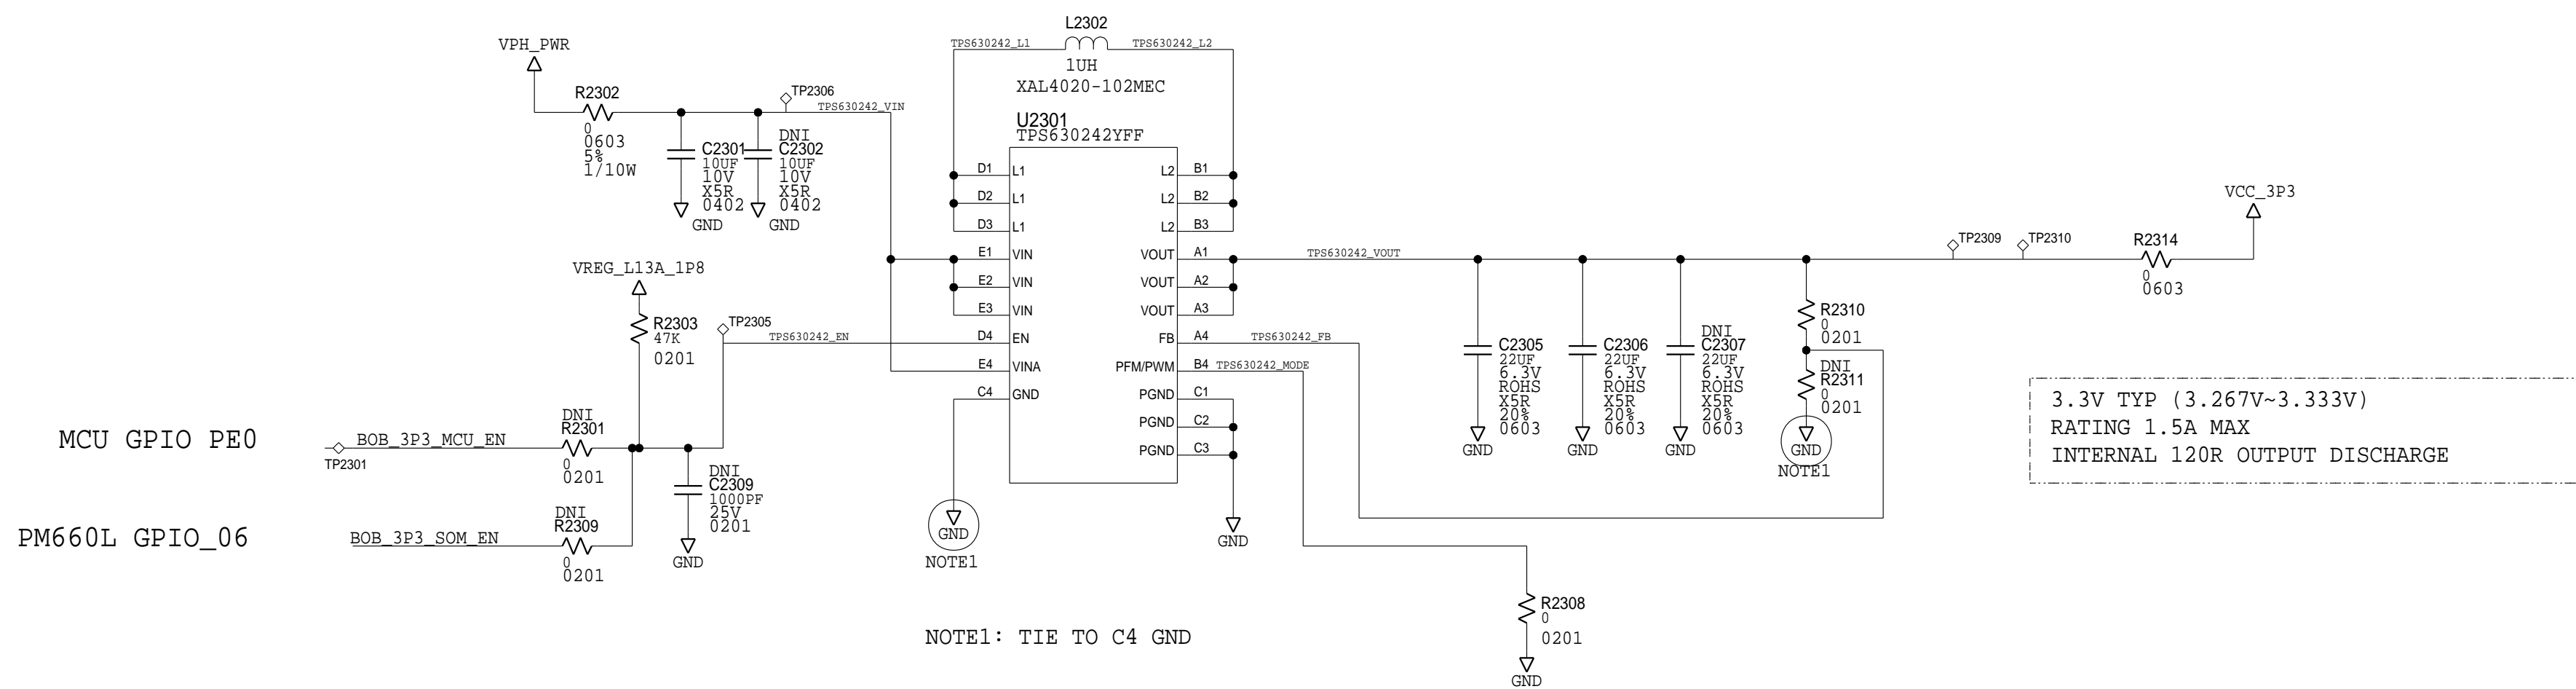 L2302
TPS630242_L1
TPS630242_L2
1UH
XAL4020-102MEC
VPH_PWR
R2302
0
0603
5%
1/10W
TP2306
TPS630242_VIN
C2301
10UF
10V
X5R
0402
GND
DNI
C2302
10UF
10V
X5R
0402
GND
U2301
TPS630242YFF
D1 L1
D2 L1
D3 L1
E1 VIN
E2 VIN
E3 VIN
D4 EN
E4 VINA
C4 GND
L2 B1
L2 B2
L2 B3
VOUT A1
VOUT A2
VOUT A3
FB A4
PFM/PWM B4
PGND C1
PGND C2
PGND C3
VREG_L13A_1P8
R2303
47K
0201
TP2305
TPS630242_EN
MCU GPIO PE0
TP2301
BOB_3P3_MCU_EN
DNI
R2301
0
0201
DNI
C2309
1000PF
25V
0201
GND
PM660L GPIO_06
BOB_3P3_SOM_EN
DNI
R2309
0
0201
GND
NOTE1
GND
NOTE1: TIE TO C4 GND
TPS630242_VOUT
TPS630242_FB
TPS630242_MODE
C2305
22UF
6.3V
ROHS
X5R
20%
0603
GND
C2306
22UF
6.3V
ROHS
X5R
20%
0603
GND
DNI
C2307
22UF
6.3V
ROHS
X5R
20%
0603
GND
R2310
0
0201
DNI
R2311
0
0201
GND
NOTE1
R2308
0
0201
GND
TP2309
TP2310
R2314
0
0603
VCC_3P3
3.3V TYP (3.267V~3.333V)
RATING 1.5A MAX
INTERNAL 120R OUTPUT DISCHARGE